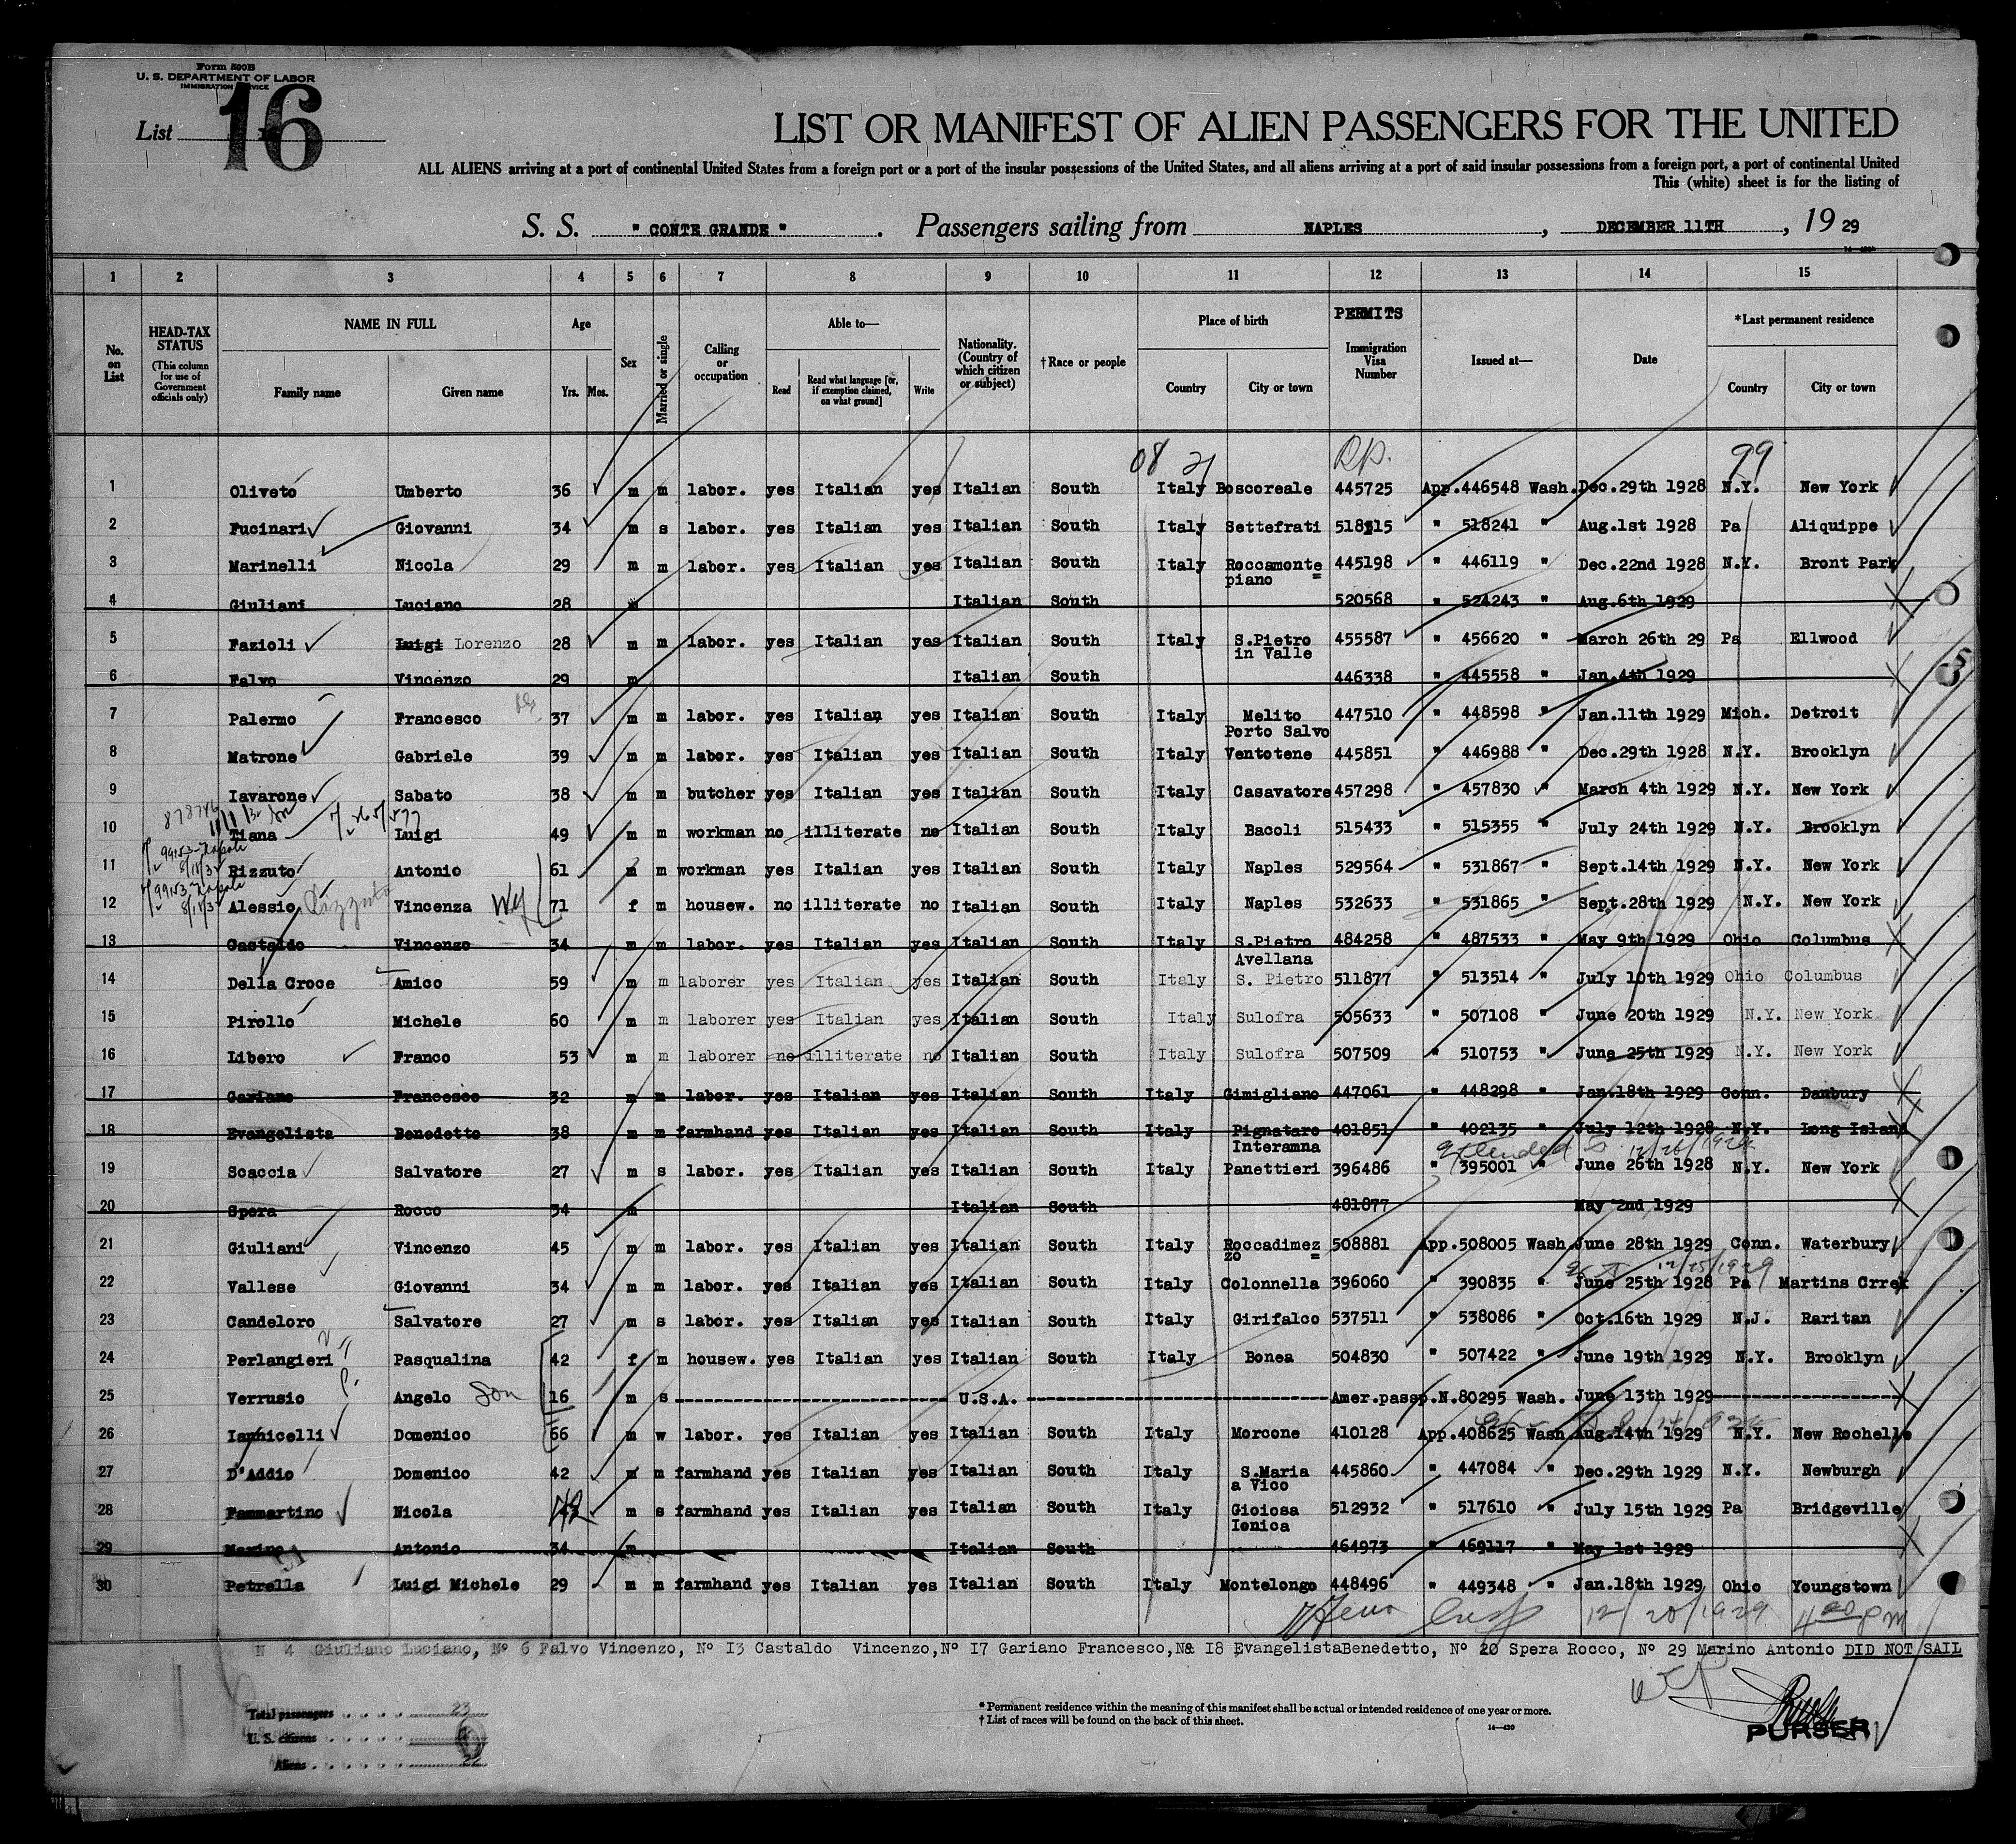 Form 500B
U. S. DEPARTMENT OF LABOR
IMMIGRATION SERVICE
List 16
LIST OR MANIFEST OF ALIEN PASSENGERS FOR THE UNITED
ALL ALIENS arriving at a port of continental United States from a foreign port or a port of the insular possessions of the United States, and all aliens arriving at a port of said insular possessions from a foreign port, a port of continental United
This (white) sheet is for the listing of
S. S. " CONTE GRANDE " . Passengers sailing from NAPLES , DECEMBER 11TH , 19 29
1 2 3 4 5 6 7 8 9 10 11 12 13 14 15
No. on List
HEAD-TAX STATUS (This column for use of Government officials only)
NAME IN FULL
Family name Given name
Age
Yrs. Mos.
Sex
Married or single
Calling or occupation
Able to—
Read Read what language [or, if exemption claimed, on what ground] Write
Nationality. (Country of which citizen or subject)
†Race or people
Place of birth
Country City or town
PERMITS
Immigration Visa Number
Issued at—
Date
*Last permanent residence
Country City or town
08 21 99
1 Oliveto Umberto 36 m m labor. yes Italian yes Italian South Italy Boscoreale 445725 App.446548 Wash. Dec.29th 1928 N.Y. New York
2 Fucinari Giovanni 34 m s labor. yes Italian yes Italian South Italy Settefrati 518815 " 518241 " Aug.1st 1928 Pa Aliquippe
3 Marinelli Nicola 29 m m labor. yes Italian yes Italian South Italy Roccamonte 445198 " 446119 " Dec.22nd 1928 N.Y. Bront Park
piano =
4 Giuliani Luciano 28 m Italian South 520568 " 524243 " Aug.6th 1929
5 Fazioli Luigi Lorenzo 28 m m labor. yes Italian yes Italian South Italy S.Pietro 455587 " 456620 " March 26th 29 Pa Ellwood
in Valle
6 Falvo Vincenzo 29 m Italian South 446338 " 445558 " Jan.4th 1929
7 Palermo Francesco 37 m m labor. yes Italian yes Italian South Italy Melito 447510 " 448598 " Jan.11th 1929 Mich. Detroit
Porto Salvo
8 Matrone Gabriele 39 m m labor. yes Italian yes Italian South Italy Ventotene 445851 " 446988 " Dec.29th 1928 N.Y. Brooklyn
9 Iavarone Sabato 38 m m butcher yes Italian yes Italian South Italy Casavatore 457298 " 457830 " March 4th 1929 N.Y. New York
10 Tiana Luigi 49 m m workman no illiterate no Italian South Italy Bacoli 515433 " 515355 " July 24th 1929 N.Y. Brooklyn
11 Rizzuto Antonio 61 m m workman yes Italian yes Italian South Italy Naples 529564 " 531867 " Sept.14th 1929 N.Y. New York
12 Alessio Rizzuto Vincenza 71 f m housew. no illiterate no Italian South Italy Naples 532633 " 531865 " Sept.28th 1929 N.Y. New York
13 Castaldo Vincenzo 34 m m labor. yes Italian yes Italian South Italy S.Pietro 484258 " 487533 " May 9th 1929 Ohio Columbus
Avellana
14 Della Croce Amico 59 m m laborer yes Italian yes Italian South Italy S. Pietro 511877 " 513514 " July 10th 1929 Ohio Columbus
15 Pirollo Michele 60 m m laborer yes Italian yes Italian South Italy Sulofra 505633 " 507108 " June 20th 1929 N.Y. New York
16 Libero Franco 53 m m laborer no illiterate no Italian South Italy Sulofra 507509 " 510753 " June 25th 1929 N.Y. New York
17 Gariano Francesco 32 m m labor. yes Italian yes Italian South Italy Gimigliano 447061 " 448298 " Jan.18th 1929 Conn. Danbury
18 Evangelista Benedetto 38 m m farmhand yes Italian yes Italian South Italy Pignataro 401851 " 402135 " July 12th 1928 N.Y. Long Island
Interamna extended to 12/26/1929
19 Scaccia Salvatore 27 m s labor. yes Italian yes Italian South Italy Panettieri 396486 " 395001 " June 26th 1928 N.Y. New York
20 Spera Rocco 34 m Italian South 481877 May 2nd 1929
21 Giuliani Vincenzo 45 m m labor. yes Italian yes Italian South Italy Roccadimez 508881 App.508005 Wash. June 28th 1929 Conn. Waterbury
zo = 12/25/1929
22 Vallese Giovanni 34 m m labor. yes Italian yes Italian South Italy Colonnella 396060 " 390835 " June 25th 1928 Pa Martins Crrek
23 Candeloro Salvatore 27 m s labor. yes Italian yes Italian South Italy Girifalco 537511 " 538086 " Oct.16th 1929 N.J. Raritan
24 Perlangieri Pasqualina 42 f m housew. yes Italian yes Italian South Italy Bonea 504830 " 507422 " June 19th 1929 N.Y. Brooklyn
25 Verrusio Angelo Son 16 m s U.S.A. Amer.passp.N.80295 Wash. June 13th 1929
26 Iannicelli Domenico 66 m w labor. yes Italian yes Italian South Italy Morcone 410128 App.408625 Wash. Aug.14th 1929 N.Y. New Rochelle
27 D'Addio Domenico 42 m m farmhand yes Italian yes Italian South Italy S.Maria 445860 " 447084 " Dec.29th 1929 N.Y. Newburgh
a Vico
28 Pammartino Nicola 42 m s farmhand yes Italian yes Italian South Italy Gioiosa 512932 " 517610 " July 15th 1929 Pa Bridgeville
Ionica
29 Marino Antonio 34 m Italian South 464973 " 469117 " May 1st 1929
30 Petrella Luigi Michele 29 m m farmhand yes Italian yes Italian South Italy Montelongo 448496 " 449348 " Jan.18th 1929 Ohio Youngstown
12/20/1929 4 20 pm
N 4 Giuliano Luciano, Nº 6 Falvo Vincenzo, Nº I3 Castaldo Vincenzo, Nº I7 Gariano Francesco, N& I8 EvangelistaBenedetto, Nº 20 Spera Rocco, Nº 29 Marino Antonio DID NOT SAIL
Total passengers 23
U. S. citizens
Aliens 22
* Permanent residence within the meaning of this manifest shall be actual or intended residence of one year or more.
† List of races will be found on the back of this sheet.
14—430
PURSER